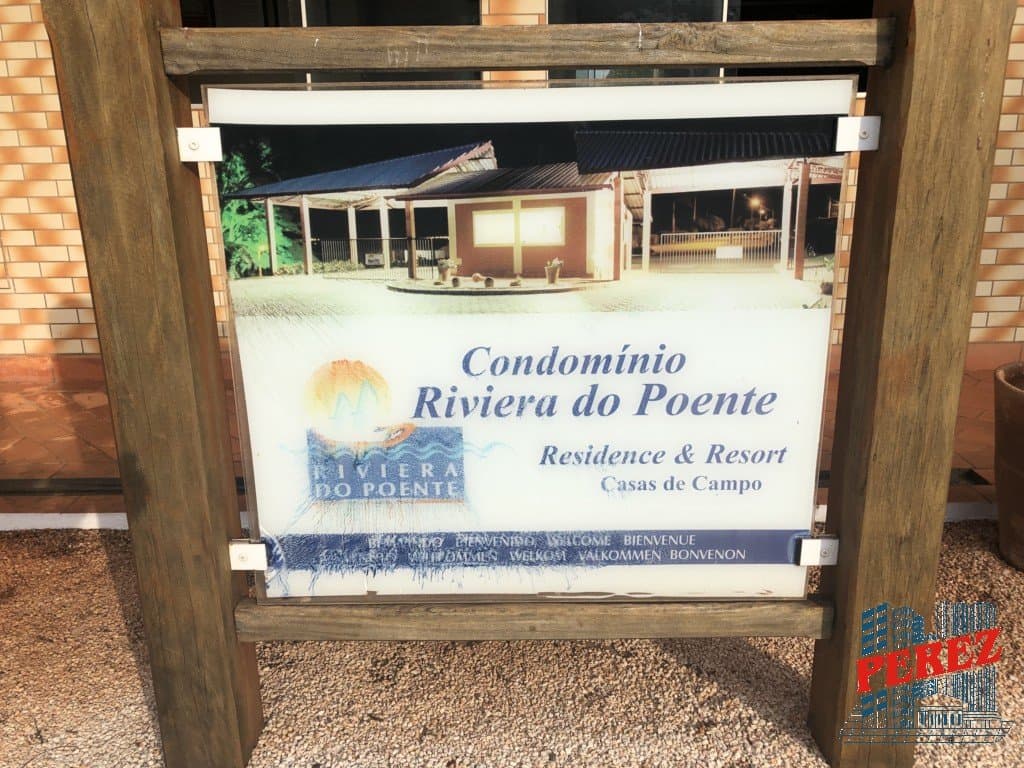 Condomínio
Riviera do Poente
RIVIERA
DO POENTE
Residence & Resort
Casas de Campo
BIENVENIDO, WELCOME BIENVENUE
WILLKOMMEN WELKOM VALKOMMEN BONVENON
PEREZ